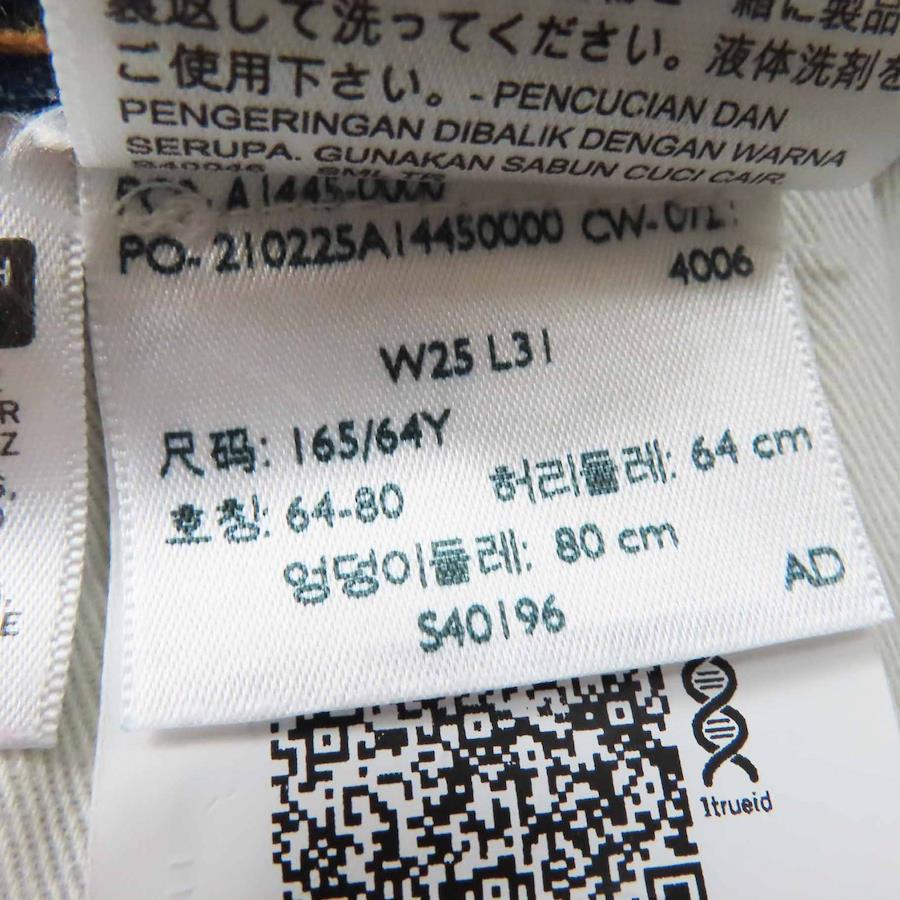 裏返して洗ってください。液体洗剤を
ご使用下さい。- PENCUCIAN DAN
PENGERINGAN DIBALIK DENGAN WARNA
SERUPA. GUNAKAN SABUN CUCI CAIR.
A1445-0000
PO- 210225A14450000
4006
W25 L31
尺码: 165/64Y
호칭: 64-80 허리둘레: 64 cm
엉덩이둘레: 80 cm
S40196 AD
1trueid
R
Z
E